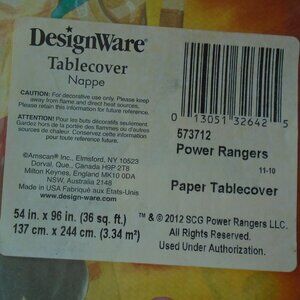 DesignWare®
Tablecover
Nappe
CAUTION: For decorative use only. Please keep
away from flame and direct heat sources.
Please retain this information for future reference.
ATTENTION! Pour les buts décoratifs seulement.
Gardez hors de la portée des flammes ou d'autres
sources de chaleur. Conservez cette information
pour référence future.
©Amscan® Inc., Elmsford, NY 10523
Dorval, Que., Canada H9P 2T8
Milton Keynes, England MK10 0DA
NSW, Australia 2148
Made in USA Fabriqué aux États-Unis
www.design-ware.com
54 in. x 96 in. (36 sq. ft.)
137 cm. x 244 cm. (3.34 m²)
0 13051 32642 5
573712
Power Rangers
11-10
Paper Tablecover
™ & © 2012 SCG Power Rangers LLC.
All Rights Reserved.
Used Under Authorization.